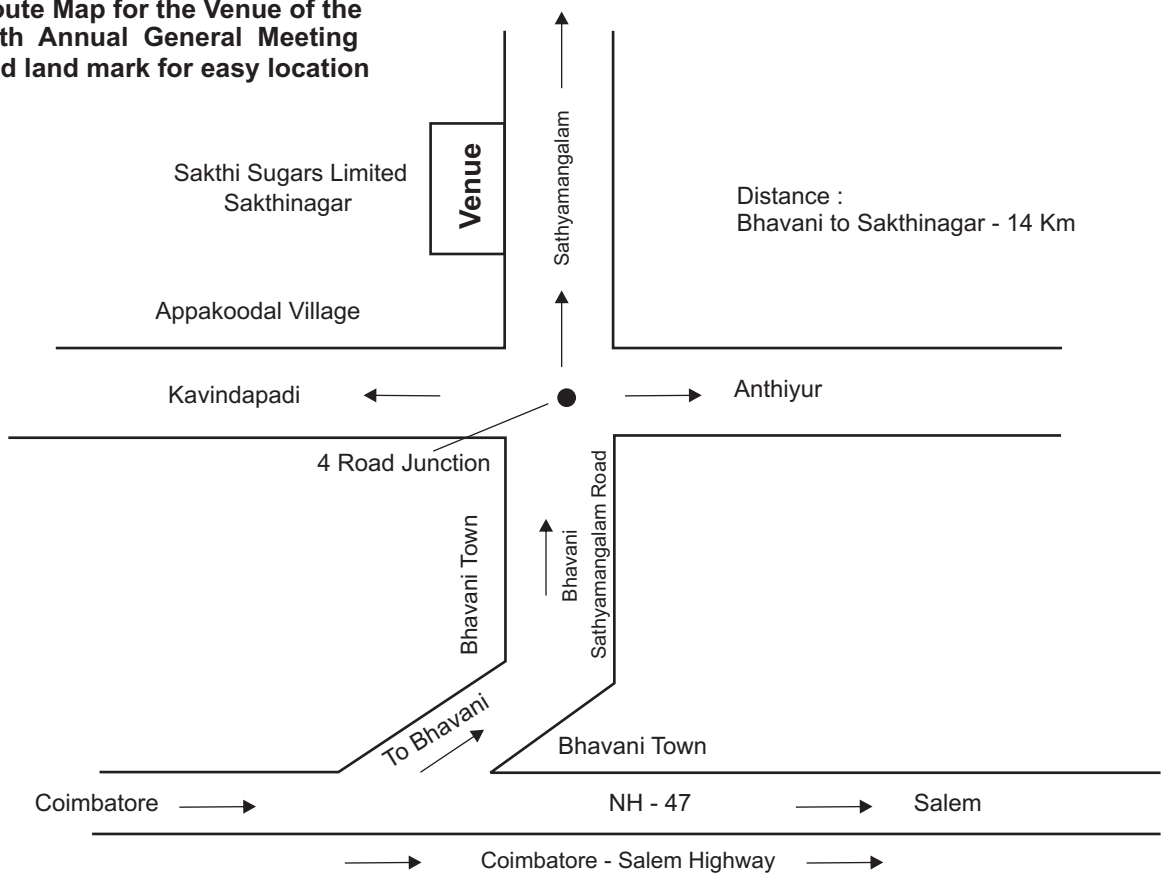 oute Map for the Venue of the
th Annual General Meeting
d land mark for easy location
Sathyamangalam
Venue
Sakthi Sugars Limited
Sakthinagar
Distance :
Bhavani to Sakthinagar - 14 Km
Appakoodal Village
Kavindapadi
Anthiyur
4 Road Junction
Bhavani Town
Bhavani
Sathyamangalam Road
To Bhavani
Bhavani Town
Coimbatore
NH - 47
Salem
Coimbatore - Salem Highway